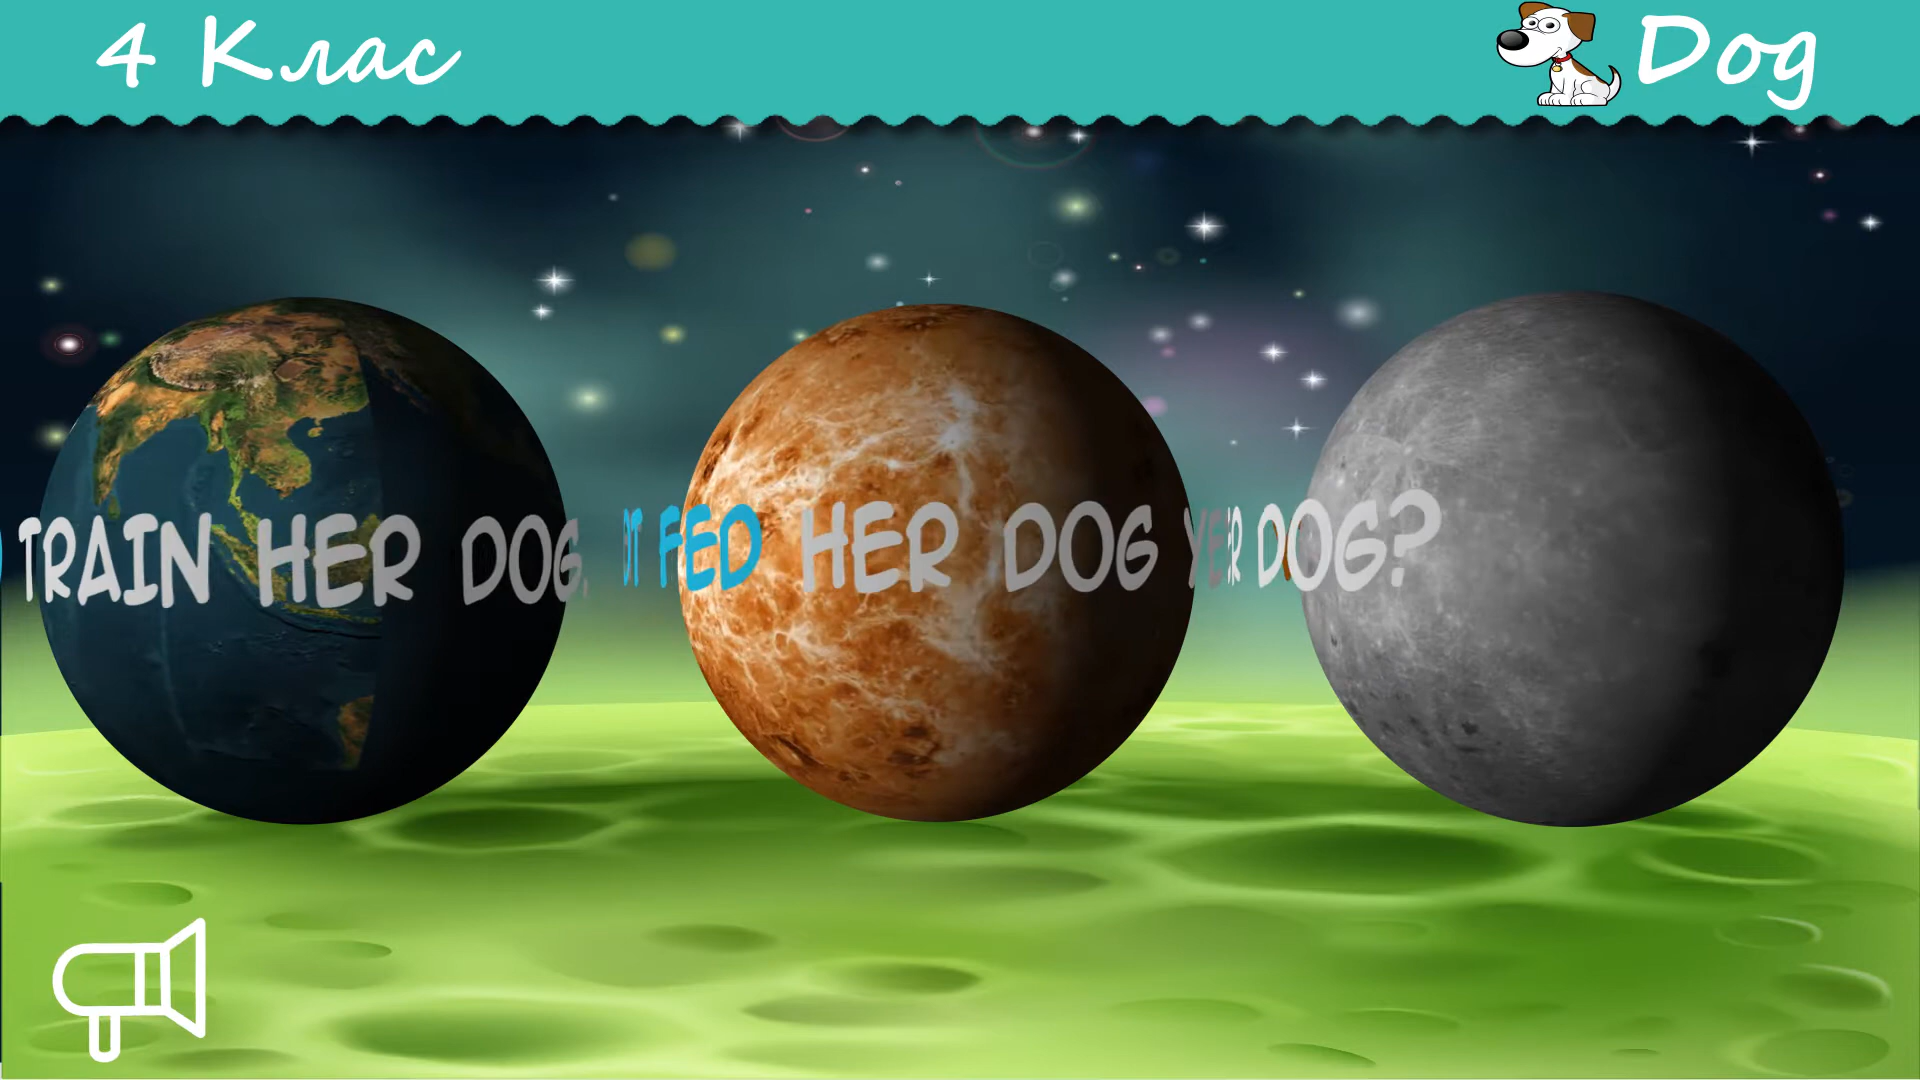 4 Клас
Dog
TRAIN HER DOG.
FED HER DOG
DOG?